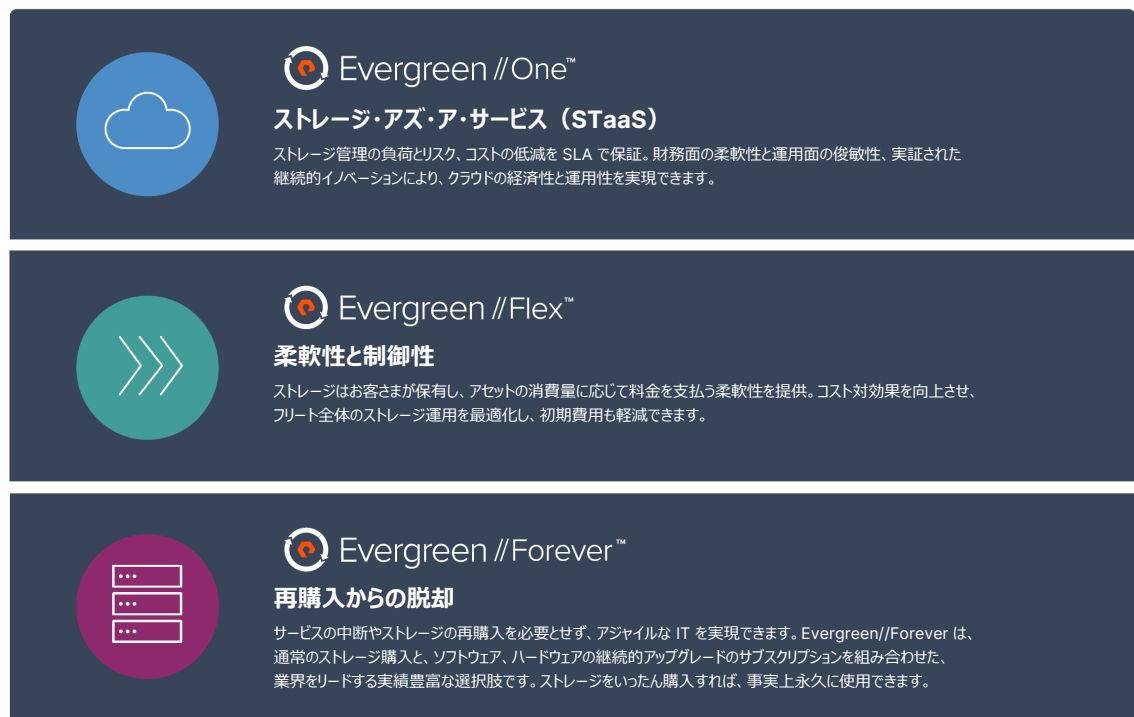 Evergreen//One™
ストレージ・アズ・ア・サービス（STaaS）
ストレージ管理の負荷とリスク、コストの低減を SLA で保証。財務面の柔軟性と運用面の俊敏性、実証された
継続的イノベーションにより、クラウドの経済性と運用性を実現できます。
Evergreen//Flex™
柔軟性と制御性
ストレージはお客さまが保有し、アセットの消費量に応じて料金を支払う柔軟性を提供。コスト対効果を向上させ、
フリート全体のストレージ運用を最適化し、初期費用も軽減できます。
Evergreen//Forever™
再購入からの脱却
サービスの中断やストレージの再購入を必要とせず、アジャイルな IT を実現できます。Evergreen//Forever は、
通常のストレージ購入と、ソフトウェア、ハードウェアの継続的アップグレードのサブスクリプションを組み合わせた、
業界をリードする実績豊富な選択肢です。ストレージをいったん購入すれば、事実上永久に使用できます。